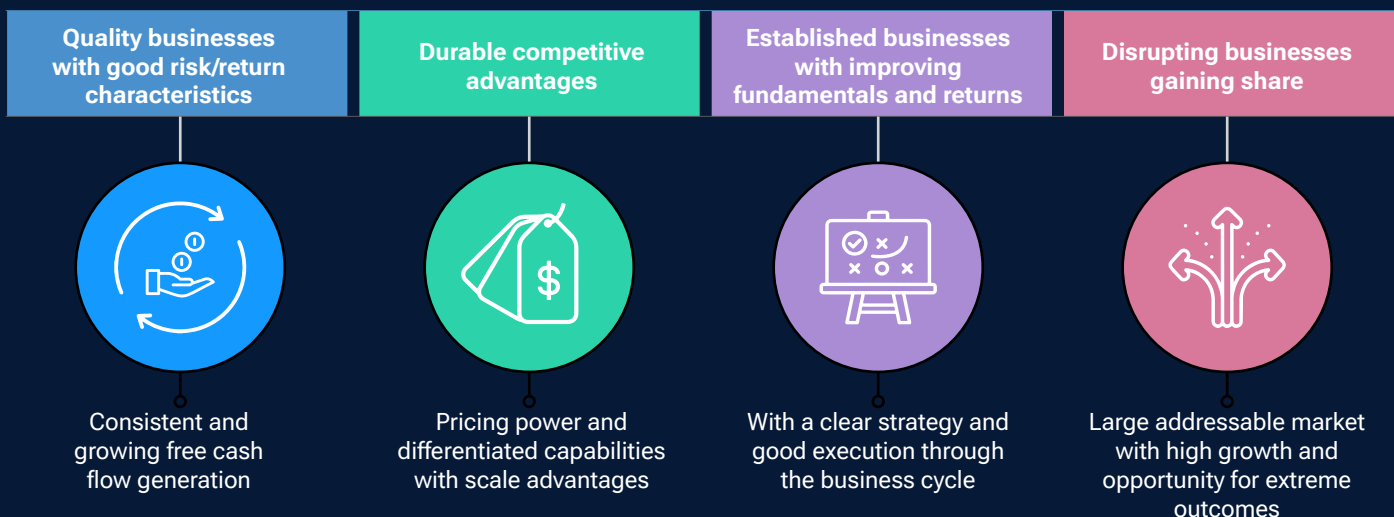 Quality businesses
with good risk/return
characteristics
Durable competitive
advantages
Established businesses
with improving
fundamentals and returns
Disrupting businesses
gaining share
$
Consistent and
growing free cash
flow generation
Pricing power and
differentiated capabilities
with scale advantages
With a clear strategy and
good execution through
the business cycle
Large addressable market
with high growth and
opportunity for extreme
outcomes